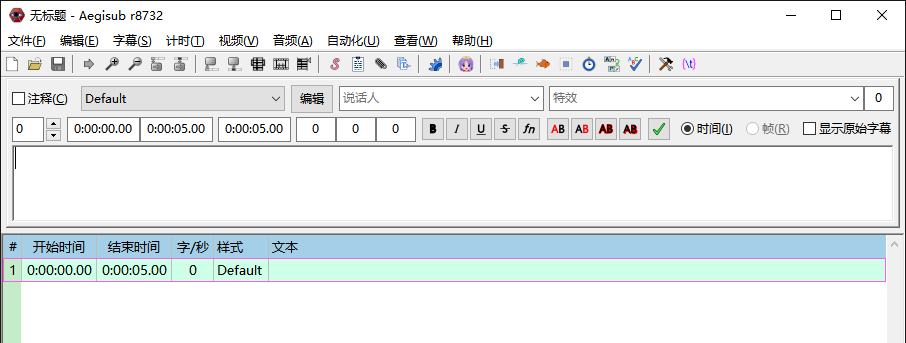 无标题 - Aegisub r8732
文件(F) 编辑(E) 字幕(S) 计时(T) 视频(V) 音频(A) 自动化(U) 查看(W) 帮助(H)
注释(C) Default 编辑 说话人 特效 0
0 0:00:00.00 0:00:05.00 0:00:05.00 0 0 0 B I U S fn AB AB AB AB 时间(I) 帧(R) 显示原始字幕
# 开始时间 结束时间 字/秒 样式 文本
1 0:00:00.00 0:00:05.00 0 Default